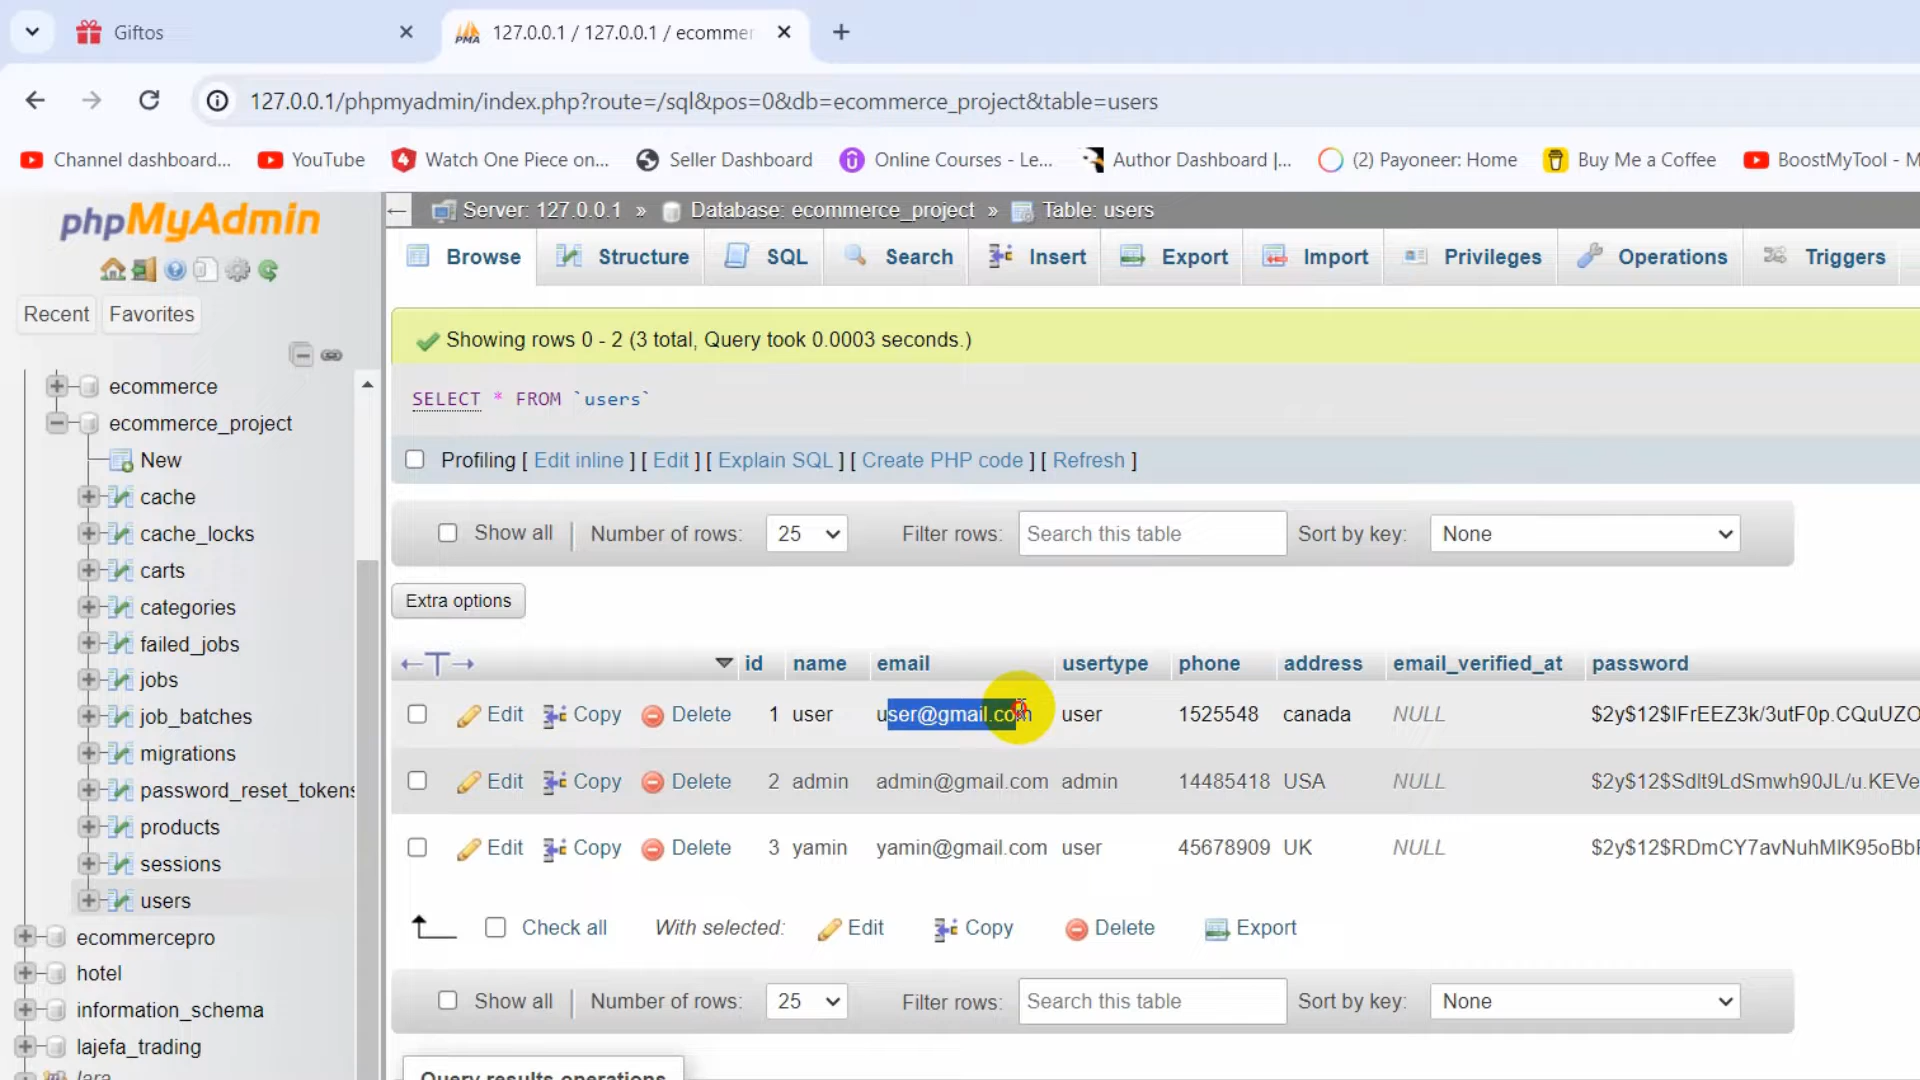 Giftos
127.0.0.1 / 127.0.0.1 / ecommer
127.0.0.1/phpmyadmin/index.php?route=/sql&pos=0&db=ecommerce_project&table=users
Channel dashboard... YouTube Watch One Piece on... Seller Dashboard Online Courses - Le... Author Dashboard |... (2) Payoneer: Home Buy Me a Coffee BoostMyTool - M
phpMyAdmin
Recent Favorites
ecommerce
ecommerce_project
New
cache
cache_locks
carts
categories
failed_jobs
jobs
job_batches
migrations
password_reset_tokens
products
sessions
users
ecommercepro
hotel
information_schema
lajefa_trading
lara
Server: 127.0.0.1 » Database: ecommerce_project » Table: users
Browse Structure SQL Search Insert Export Import Privileges Operations Triggers
Showing rows 0 - 2 (3 total, Query took 0.0003 seconds.)
SELECT * FROM `users`
Profiling [ Edit inline ] [ Edit ] [ Explain SQL ] [ Create PHP code ] [ Refresh ]
Show all | Number of rows: 25 Filter rows: Search this table Sort by key: None
Extra options
←T→ id name email usertype phone address email_verified_at password
Edit Copy Delete 1 user user@gmail.com user 1525548 canada NULL $2y$12$IFrEEZ3k/3utF0p.CQuUZO
Edit Copy Delete 2 admin admin@gmail.com admin 14485418 USA NULL $2y$12$Sdlt9LdSmwh90JL/u.KEVe
Edit Copy Delete 3 yamin yamin@gmail.com user 45678909 UK NULL $2y$12$RDmCY7avNuhMlK95oBbF
Check all With selected: Edit Copy Delete Export
Show all | Number of rows: 25 Filter rows: Search this table Sort by key: None
Query results operations